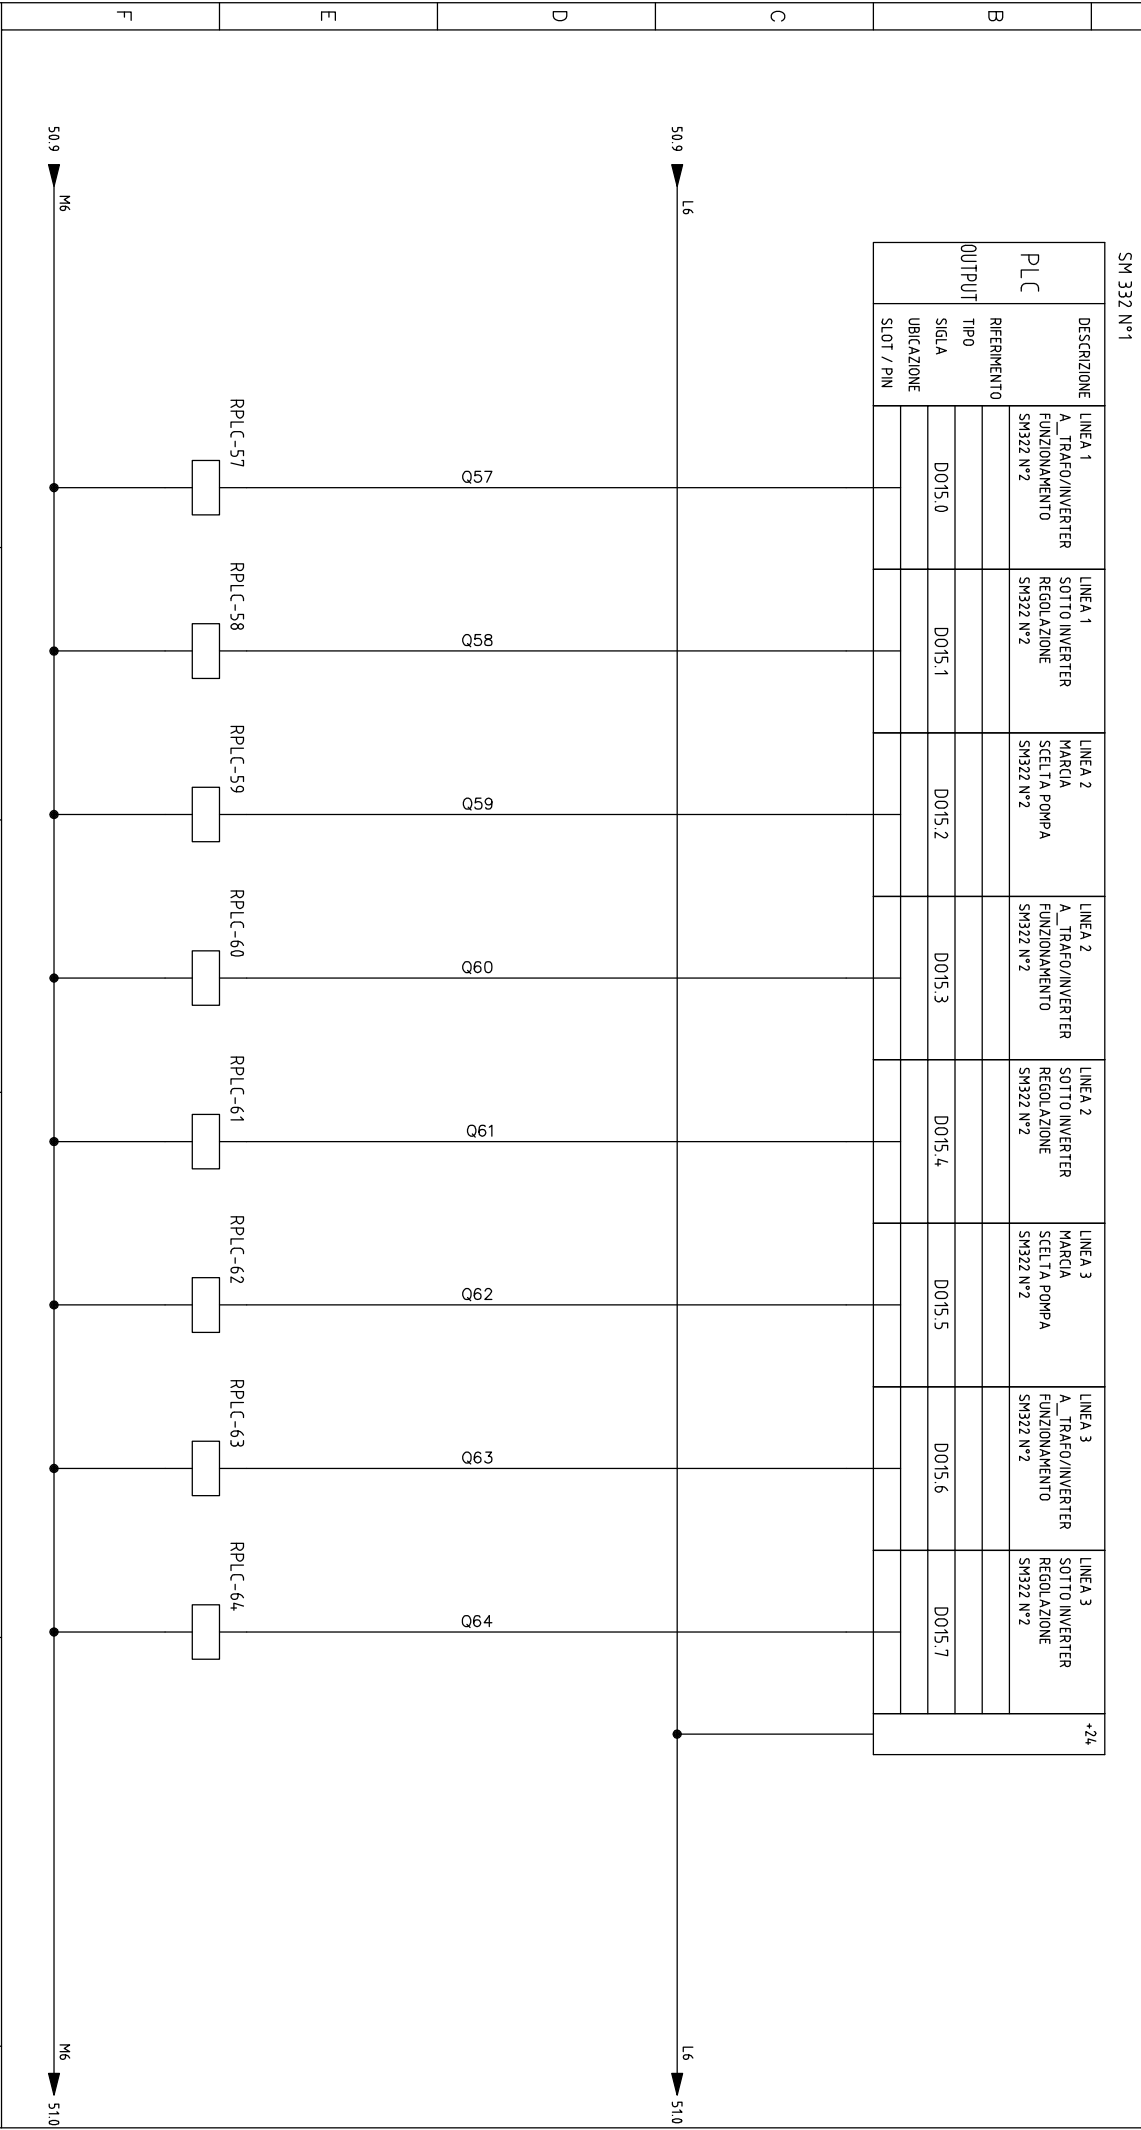 SM 332 N°1
PLC
OUTPUT
DESCRIZIONE
RIFERIMENTO
TIPO
SIGLA
UBICAZIONE
SLOT / PIN
LINEA 1
A_TRAFO/INVERTER
FUNZIONAMENTO
SM322 N°2
DO15.0
LINEA 1
SOTTO INVERTER
REGOLAZIONE
SM322 N°2
DO15.1
LINEA 2
MARCIA
SCELTA POMPA
SM322 N°2
DO15.2
LINEA 2
A_TRAFO/INVERTER
FUNZIONAMENTO
SM322 N°2
DO15.3
LINEA 2
SOTTO INVERTER
REGOLAZIONE
SM322 N°2
DO15.4
LINEA 3
MARCIA
SCELTA POMPA
SM322 N°2
DO15.5
LINEA 3
A_TRAFO/INVERTER
FUNZIONAMENTO
SM322 N°2
DO15.6
LINEA 3
SOTTO INVERTER
REGOLAZIONE
SM322 N°2
DO15.7
+24
B
C
D
E
F
50.9
L6
L6
51.0
Q57
Q58
Q59
Q60
Q61
Q62
Q63
Q64
RPLC-57
RPLC-58
RPLC-59
RPLC-60
RPLC-61
RPLC-62
RPLC-63
RPLC-64
50.9
M6
M6
51.0